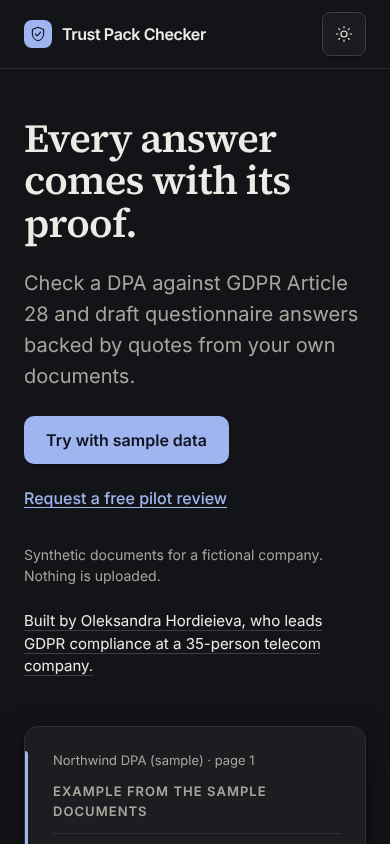 Trust Pack Checker
Every answer
comes with its
proof.
Check a DPA against GDPR Article
28 and draft questionnaire answers
backed by quotes from your own
documents.
Try with sample data
Request a free pilot review
Synthetic documents for a fictional company.
Nothing is uploaded.
Built by Oleksandra Hordieieva, who leads
GDPR compliance at a 35-person telecom
company.
Northwind DPA (sample) · page 1
EXAMPLE FROM THE SAMPLE
DOCUMENTS